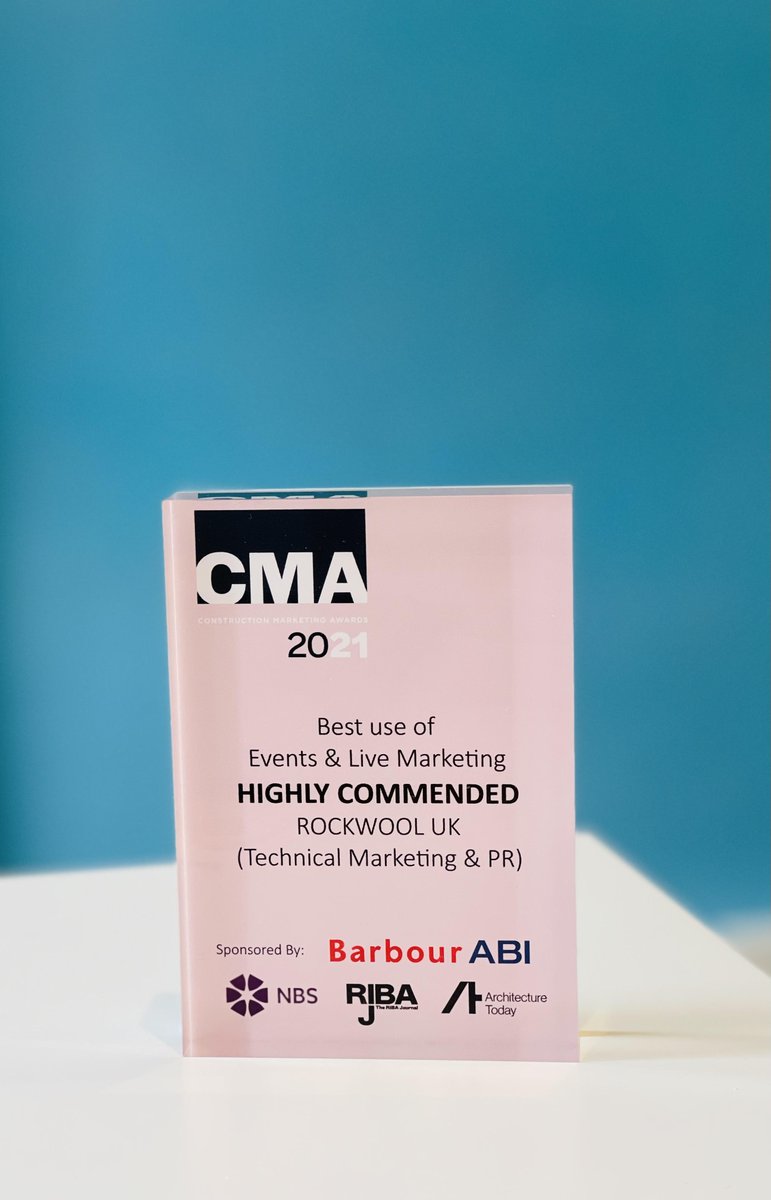 CMA
CONSTRUCTION MARKETING AWARDS
2021
Best use of
Events & Live Marketing
HIGHLY COMMENDED
ROCKWOOL UK
(Technical Marketing & PR)
Sponsored By: Barbour ABI
NBS
RIBA
J The RIBA Journal
Architecture
Today